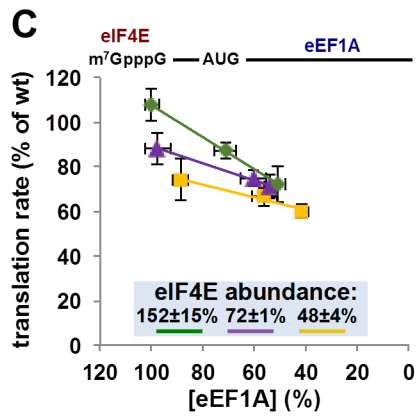 C
eIF4E
eEF1A
m⁷GpppG
AUG
translation rate (% of wt)
120
100
80
60
40
20
0
eIF4E abundance:
152±15% 72±1% 48±4%
120 100 80 60 40 20 0
[eEF1A] (%)